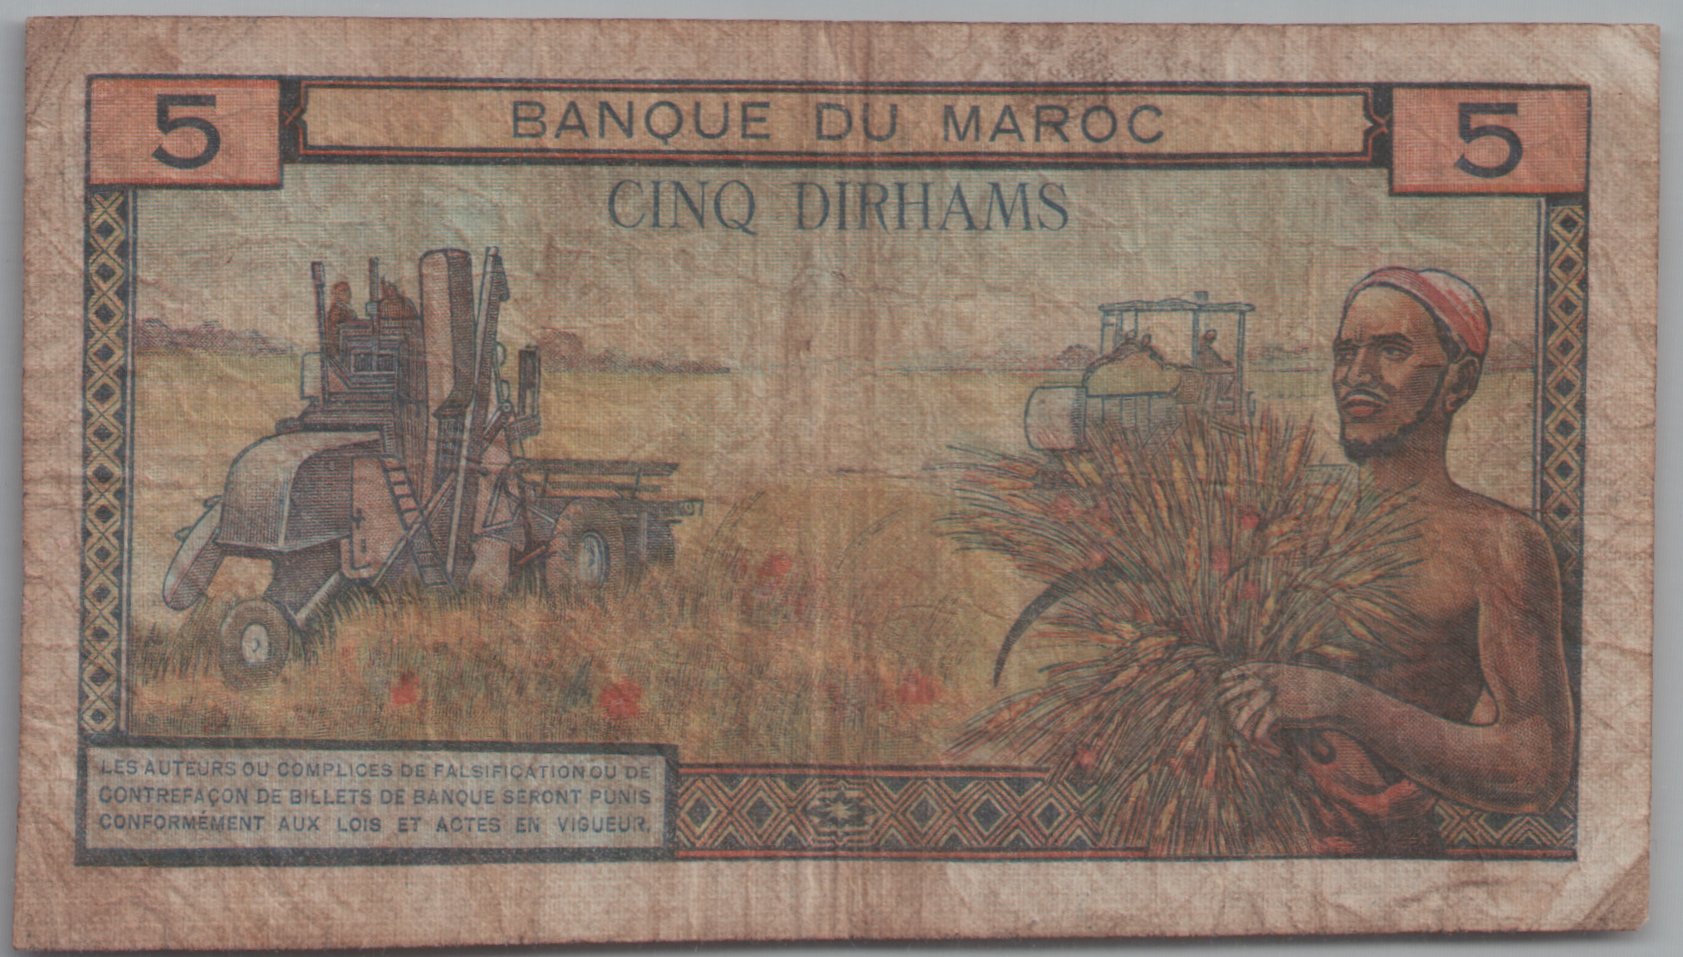 5 BANQUE DU MAROC 5
CINQ DIRHAMS
LES AUTEURS OU COMPLICES DE FALSIFICATION OU DE
CONTREFAÇON DE BILLETS DE BANQUE SERONT PUNIS
CONFORMÉMENT AUX LOIS ET ACTES EN VIGUEUR.